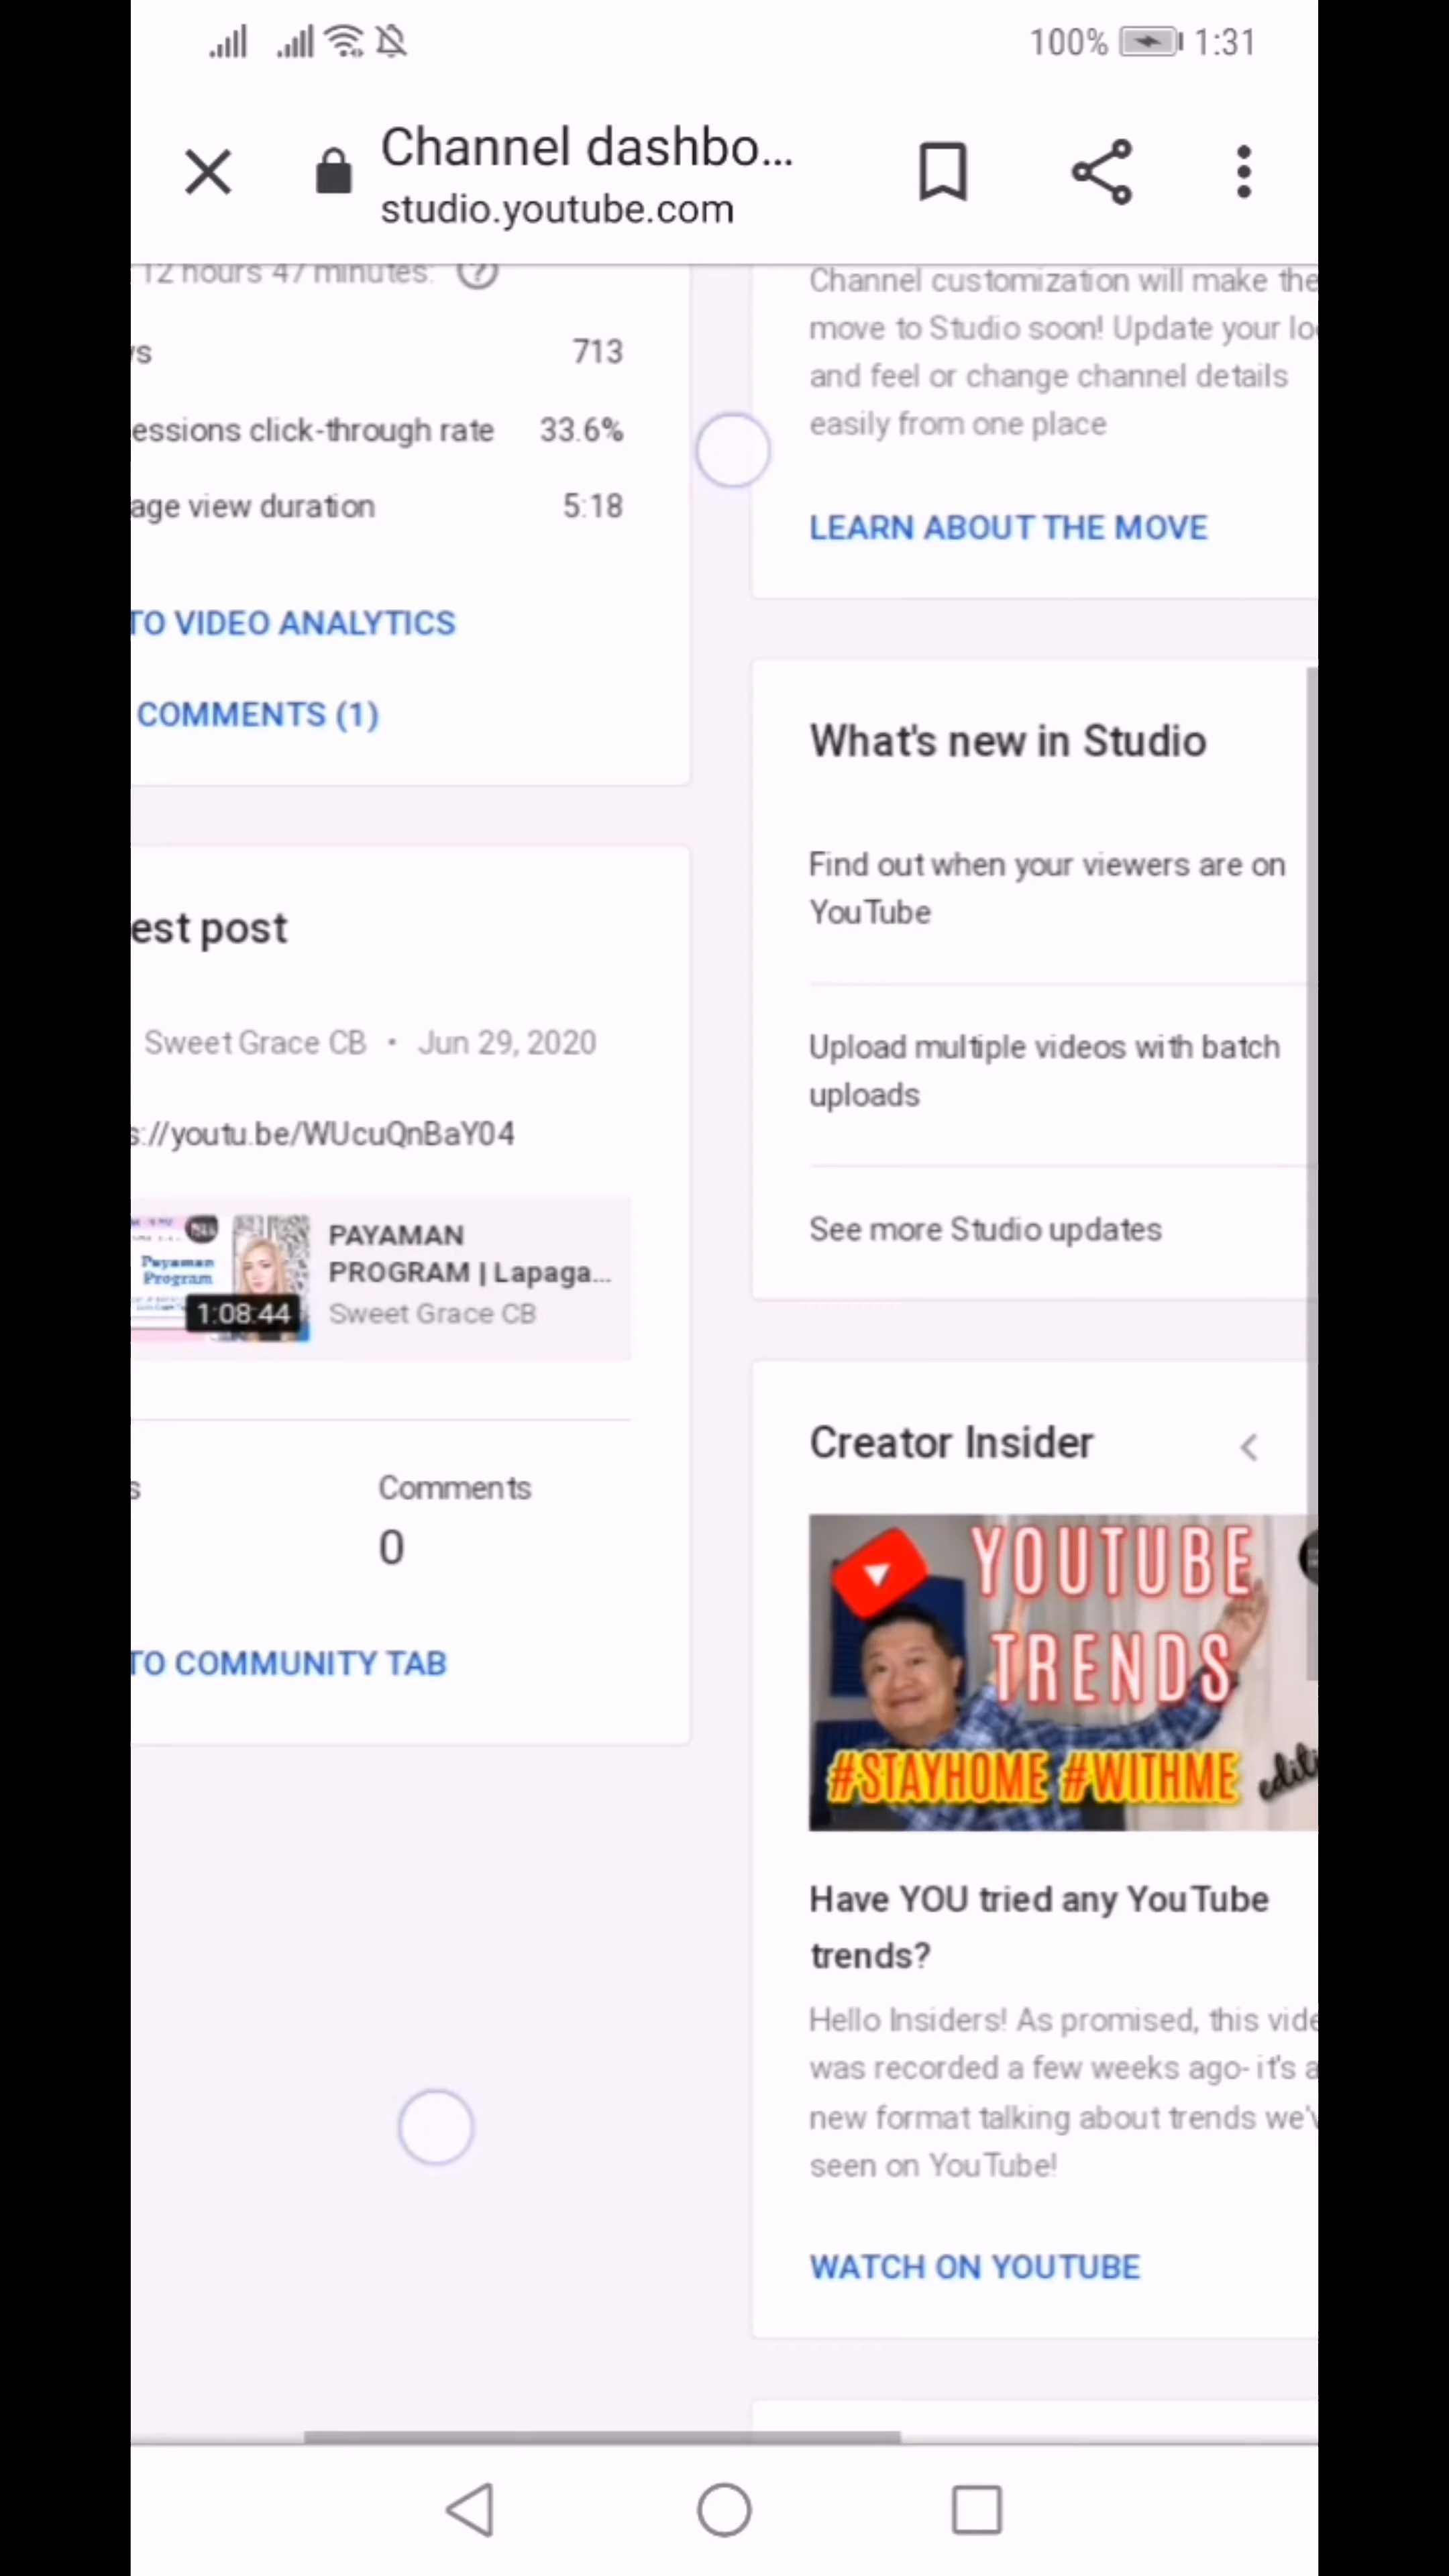 100% 1:31
Channel dashbo...
studio.youtube.com
12 hours 47 minutes:
713
essions click-through rate 33.6%
age view duration 5:18
TO VIDEO ANALYTICS
COMMENTS (1)
est post
Sweet Grace CB • Jun 29, 2020
s://youtu.be/WUcuQnBaY04
Payaman
Program
1:08:44
PAYAMAN
PROGRAM | Lapaga...
Sweet Grace CB
s
Comments
0
TO COMMUNITY TAB
Channel customization will make the
move to Studio soon! Update your lo
and feel or change channel details
easily from one place
LEARN ABOUT THE MOVE
What's new in Studio
Find out when your viewers are on
YouTube
Upload multiple videos with batch
uploads
See more Studio updates
Creator Insider
YOUTUBE
TRENDS
#STAYHOME #WITHME
editi
Have YOU tried any YouTube
trends?
Hello Insiders! As promised, this vide
was recorded a few weeks ago- it's a
new format talking about trends we'v
seen on YouTube!
WATCH ON YOUTUBE